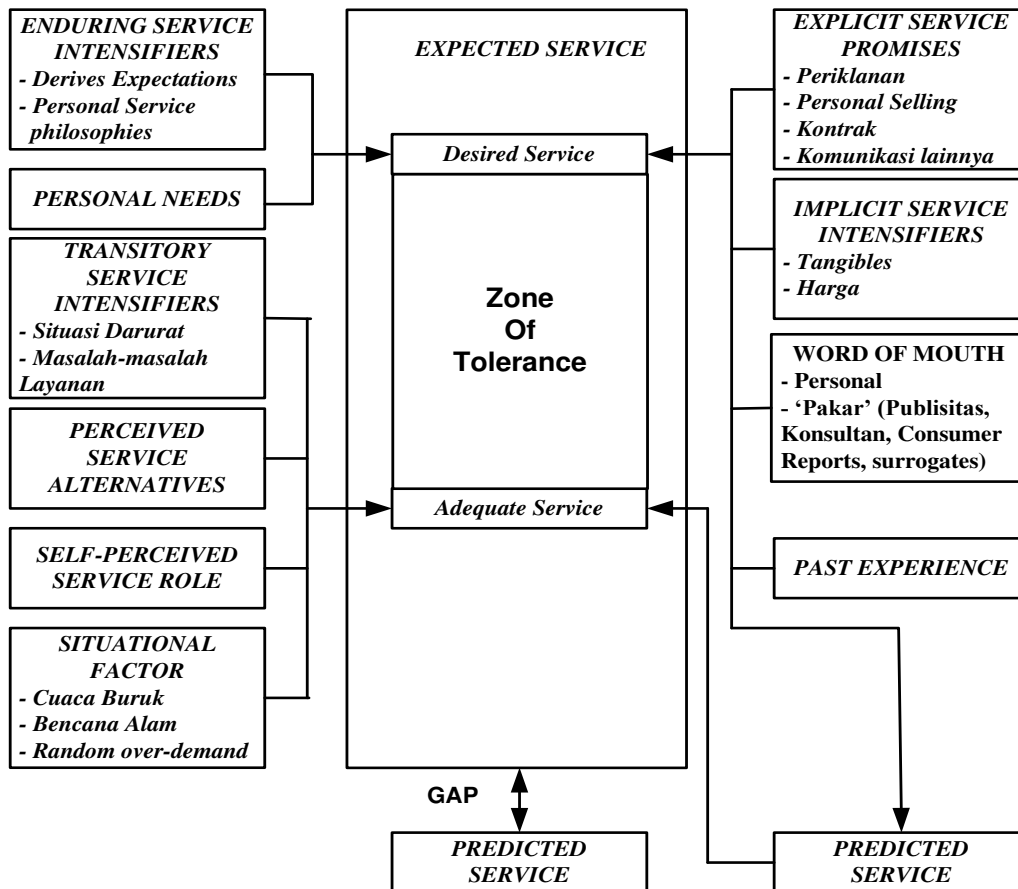 ENDURING SERVICE
INTENSIFIERS
- Derives Expectations
- Personal Service
philosophies
PERSONAL NEEDS
TRANSITORY
SERVICE
INTENSIFIERS
- Situasi Darurat
- Masalah-masalah
Layanan
PERCEIVED
SERVICE
ALTERNATIVES
SELF-PERCEIVED
SERVICE ROLE
SITUATIONAL
FACTOR
- Cuaca Buruk
- Bencana Alam
- Random over-demand
EXPECTED SERVICE
Desired Service
Zone
Of
Tolerance
Adequate Service
GAP
PREDICTED
SERVICE
EXPLICIT SERVICE
PROMISES
- Periklanan
- Personal Selling
- Kontrak
- Komunikasi lainnya
IMPLICIT SERVICE
INTENSIFIERS
- Tangibles
- Harga
WORD OF MOUTH
- Personal
- ‘Pakar’ (Publisitas,
Konsultan, Consumer
Reports, surrogates)
PAST EXPERIENCE
PREDICTED
SERVICE